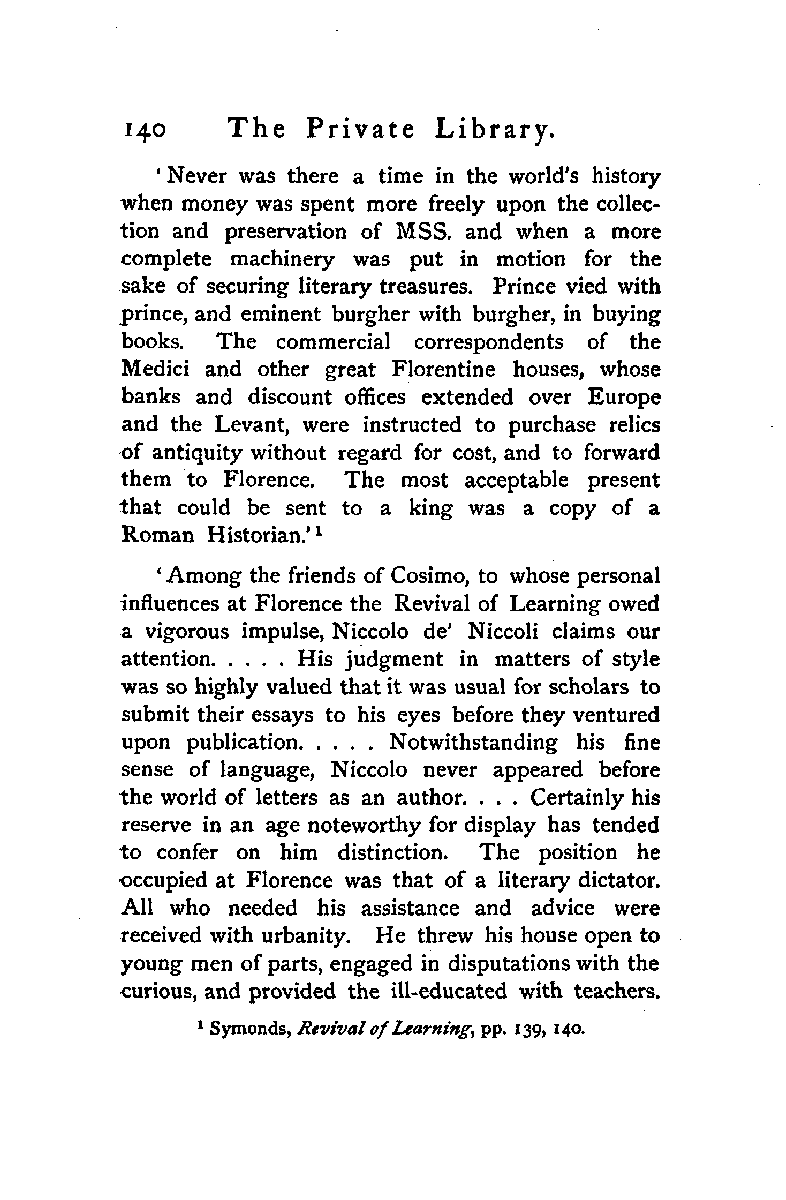 140 The Private Library.
'Never was there a time in the world's history
when money was spent more freely upon the collec-
tion and preservation of MSS. and when a more
complete machinery was put in motion for the
sake of securing literary treasures. Prince vied with
prince, and eminent burgher with burgher, in buying
books. The commercial correspondents of the
Medici and other great Florentine houses, whose
banks and discount offices extended over Europe
and the Levant, were instructed to purchase relics
of antiquity without regard for cost, and to forward
them to Florence. The most acceptable present
that could be sent to a king was a copy of a
Roman Historian.'¹
'Among the friends of Cosimo, to whose personal
influences at Florence the Revival of Learning owed
a vigorous impulse, Niccolo de' Niccoli claims our
attention. . . . . His judgment in matters of style
was so highly valued that it was usual for scholars to
submit their essays to his eyes before they ventured
upon publication. . . . . Notwithstanding his fine
sense of language, Niccolo never appeared before
the world of letters as an author. . . . Certainly his
reserve in an age noteworthy for display has tended
to confer on him distinction. The position he
occupied at Florence was that of a literary dictator.
All who needed his assistance and advice were
received with urbanity. He threw his house open to
young men of parts, engaged in disputations with the
curious, and provided the ill-educated with teachers.
¹ Symonds, Revival of Learning, pp. 139, 140.